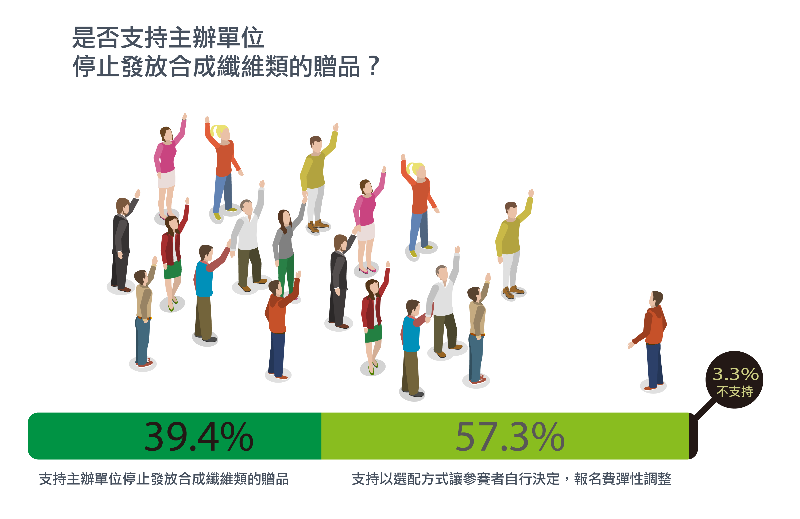 是否支持主辦單位
停止發放合成纖維類的贈品？
3.3%
不支持
39.4%
57.3%
支持主辦單位停止發放合成纖維類的贈品
支持以選配方式讓參賽者自行決定，報名費彈性調整